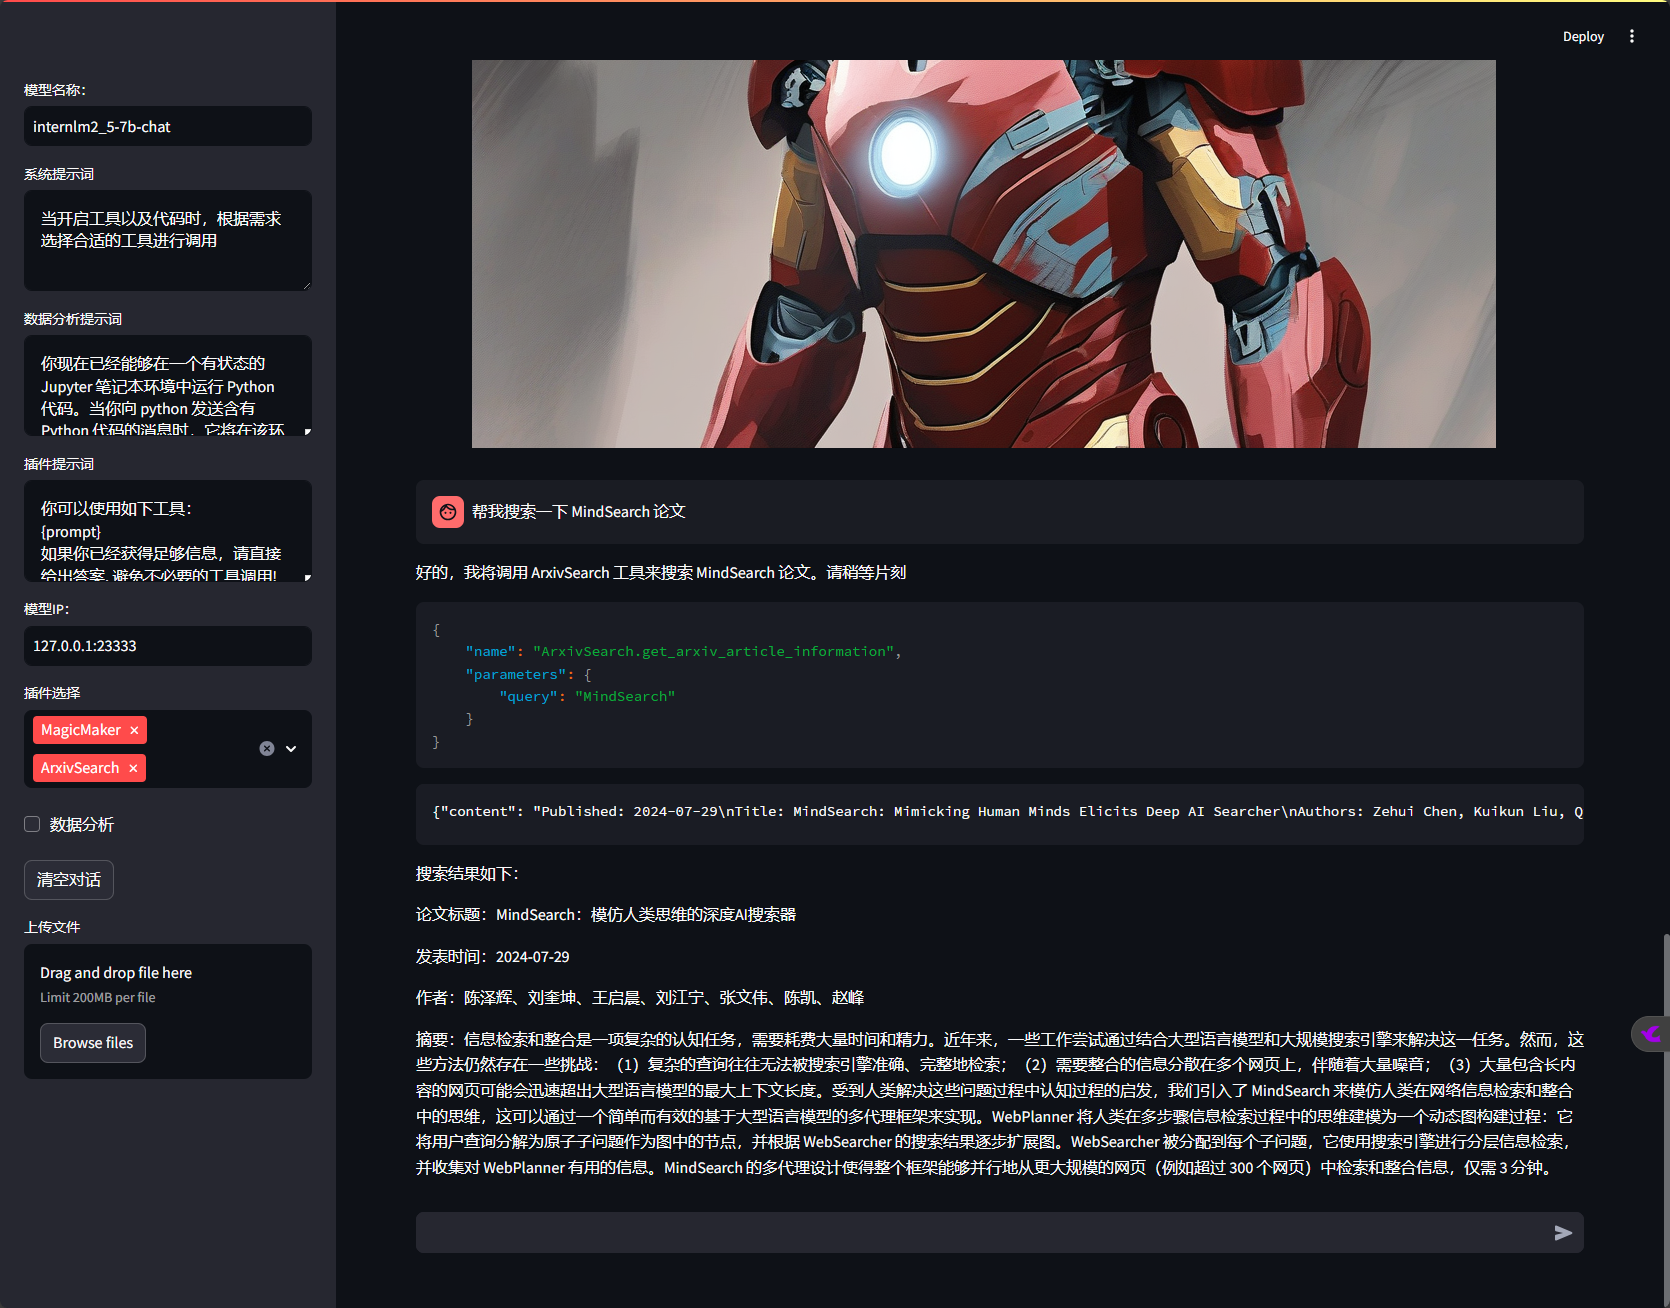 Deploy
模型名称：
internlm2_5-7b-chat
系统提示词
当开启工具以及代码时，根据需求
选择合适的工具进行调用
数据分析提示词
你现在已经能够在一个有状态的
Jupyter 笔记本环境中运行 Python
代码。当你向 python 发送含有
Python 代码的消息时，它将在该环
插件提示词
你可以使用如下工具：
{prompt}
如果你已经获得足够信息，请直接
给出答案. 避免不必要的工具调用!
模型IP：
127.0.0.1:23333
插件选择
MagicMaker
ArxivSearch
数据分析
清空对话
上传文件
Drag and drop file here
Limit 200MB per file
Browse files
帮我搜索一下 MindSearch 论文
好的，我将调用 ArxivSearch 工具来搜索 MindSearch 论文。请稍等片刻
{
"name": "ArxivSearch.get_arxiv_article_information",
"parameters": {
"query": "MindSearch"
}
}
{"content": "Published: 2024-07-29\nTitle: MindSearch: Mimicking Human Minds Elicits Deep AI Searcher\nAuthors: Zehui Chen, Kuikun Liu, Q
搜索结果如下：
论文标题：MindSearch：模仿人类思维的深度AI搜索器
发表时间：2024-07-29
作者：陈泽辉、刘奎坤、王启晨、刘江宁、张文伟、陈凯、赵峰
摘要：信息检索和整合是一项复杂的认知任务，需要耗费大量时间和精力。近年来，一些工作尝试通过结合大型语言模型和大规模搜索引擎来解决这一任务。然而，这
些方法仍然存在一些挑战：（1）复杂的查询往往无法被搜索引擎准确、完整地检索；（2）需要整合的信息分散在多个网页上，伴随着大量噪音；（3）大量包含长内
容的网页可能会迅速超出大型语言模型的最大上下文长度。受到人类解决这些问题过程中认知过程的启发，我们引入了 MindSearch 来模仿人类在网络信息检索和整合
中的思维，这可以通过一个简单而有效的基于大型语言模型的多代理框架来实现。WebPlanner 将人类在多步骤信息检索过程中的思维建模为一个动态图构建过程：它
将用户查询分解为原子子问题作为图中的节点，并根据 WebSearcher 的搜索结果逐步扩展图。WebSearcher 被分配到每个子问题，它使用搜索引擎进行分层信息检索，
并收集对 WebPlanner 有用的信息。MindSearch 的多代理设计使得整个框架能够并行地从更大规模的网页（例如超过 300 个网页）中检索和整合信息，仅需 3 分钟。